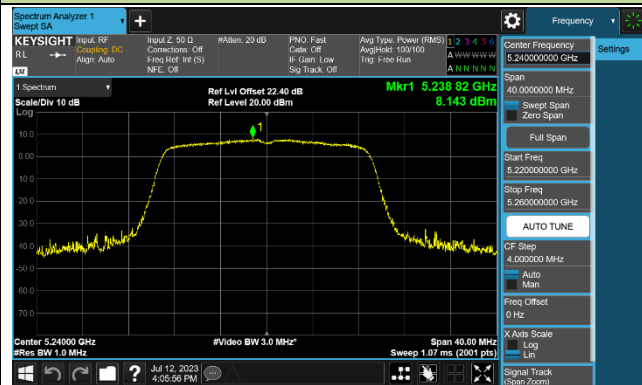 Spectrum Analyzer 1
Swept SA
+
Frequency
KEYSIGHT
RL
LXI
Input: RF
Coupling: DC
Align: Auto
Input Z: 50 Ω
Corrections: Off
Freq Ref: Int (S)
NFE: Off
#Atten: 20 dB
PNO: Fast
Gate: Off
IF Gain: Low
Sig Track: Off
Avg Type: Power (RMS)
Avg|Hold: 100/100
Trig: Free Run
1 2 3 4 5 6
A W W W W W
A N N N N N
1 Spectrum
Scale/Div 10 dB
Log
Ref Lvl Offset 22.40 dB
Ref Level 20.00 dBm
Mkr1 5.238 82 GHz
8.143 dBm
1
10.0
0.00
10.0
20.0
30.0
40.0
50.0
60.0
70.0
Center 5.24000 GHz
#Res BW 1.0 MHz
#Video BW 3.0 MHz*
Span 40.00 MHz
Sweep 1.07 ms (2001 pts)
?
Jul 12, 2023
4:05:56 PM
Center Frequency
5.240000000 GHz
Settings
Span
40.0000000 MHz
Swept Span
Zero Span
Full Span
Start Freq
5.220000000 GHz
Stop Freq
5.260000000 GHz
AUTO TUNE
CF Step
4.000000 MHz
Auto
Man
Freq Offset
0 Hz
X Axis Scale
Log
Lin
Signal Track
(Span Zoom)